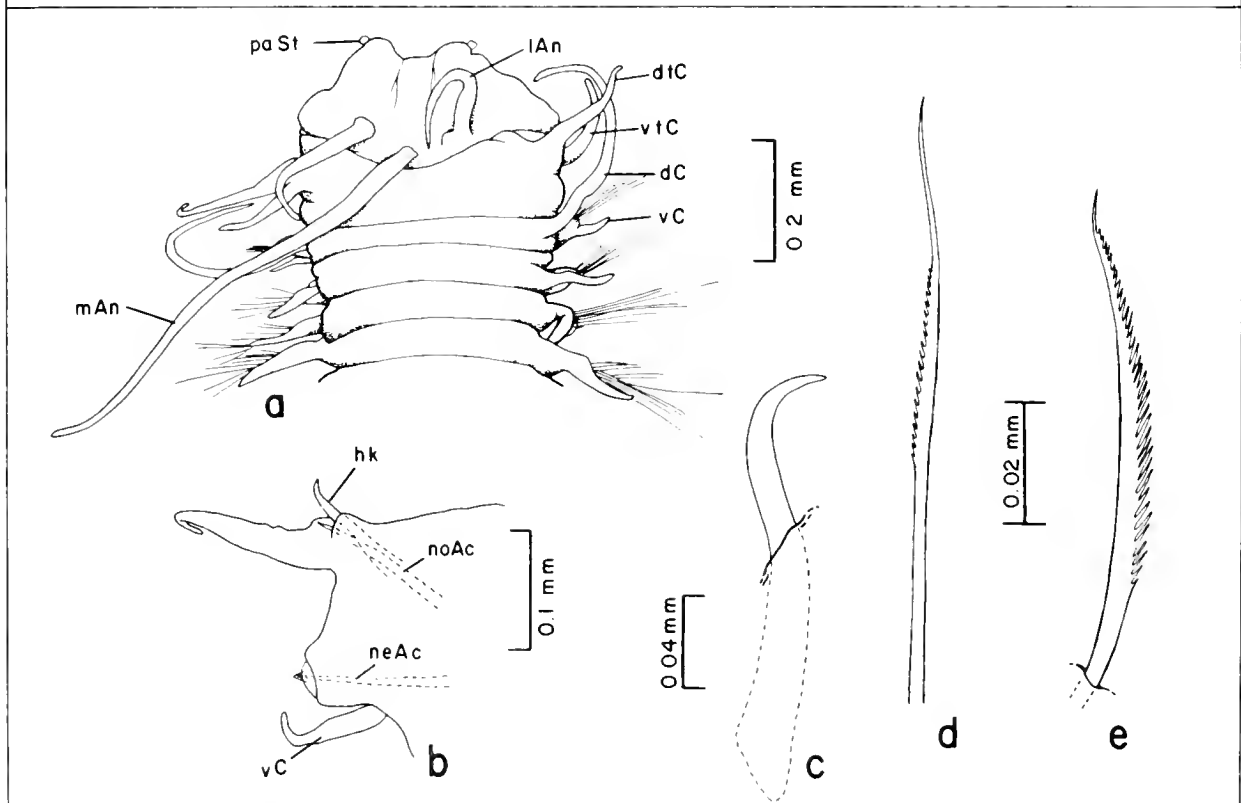 paSt
lAn
dtC
vtC
dC
vC
0.2 mm
mAn
a
hk
noAc
0.1 mm
neAc
vC
b
0.04 mm
c
0.02 mm
d
e